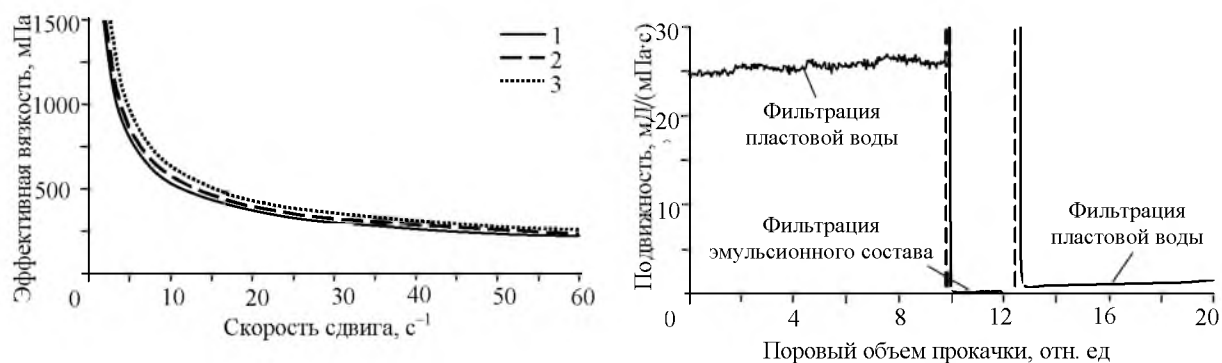 Эффективная вязкость, мПа
1500
1000
500
0
10
20
30
40
50
60
Скорость сдвига, с⁻¹
1
2
3
Подвижность, мД/(мПа·с)
30
20
10
0
4
8
12
16
20
Поровый объем прокачки, отн. ед
Фильтрация
пластовой воды
Фильтрация
эмульсионного состава
Фильтрация
пластовой воды